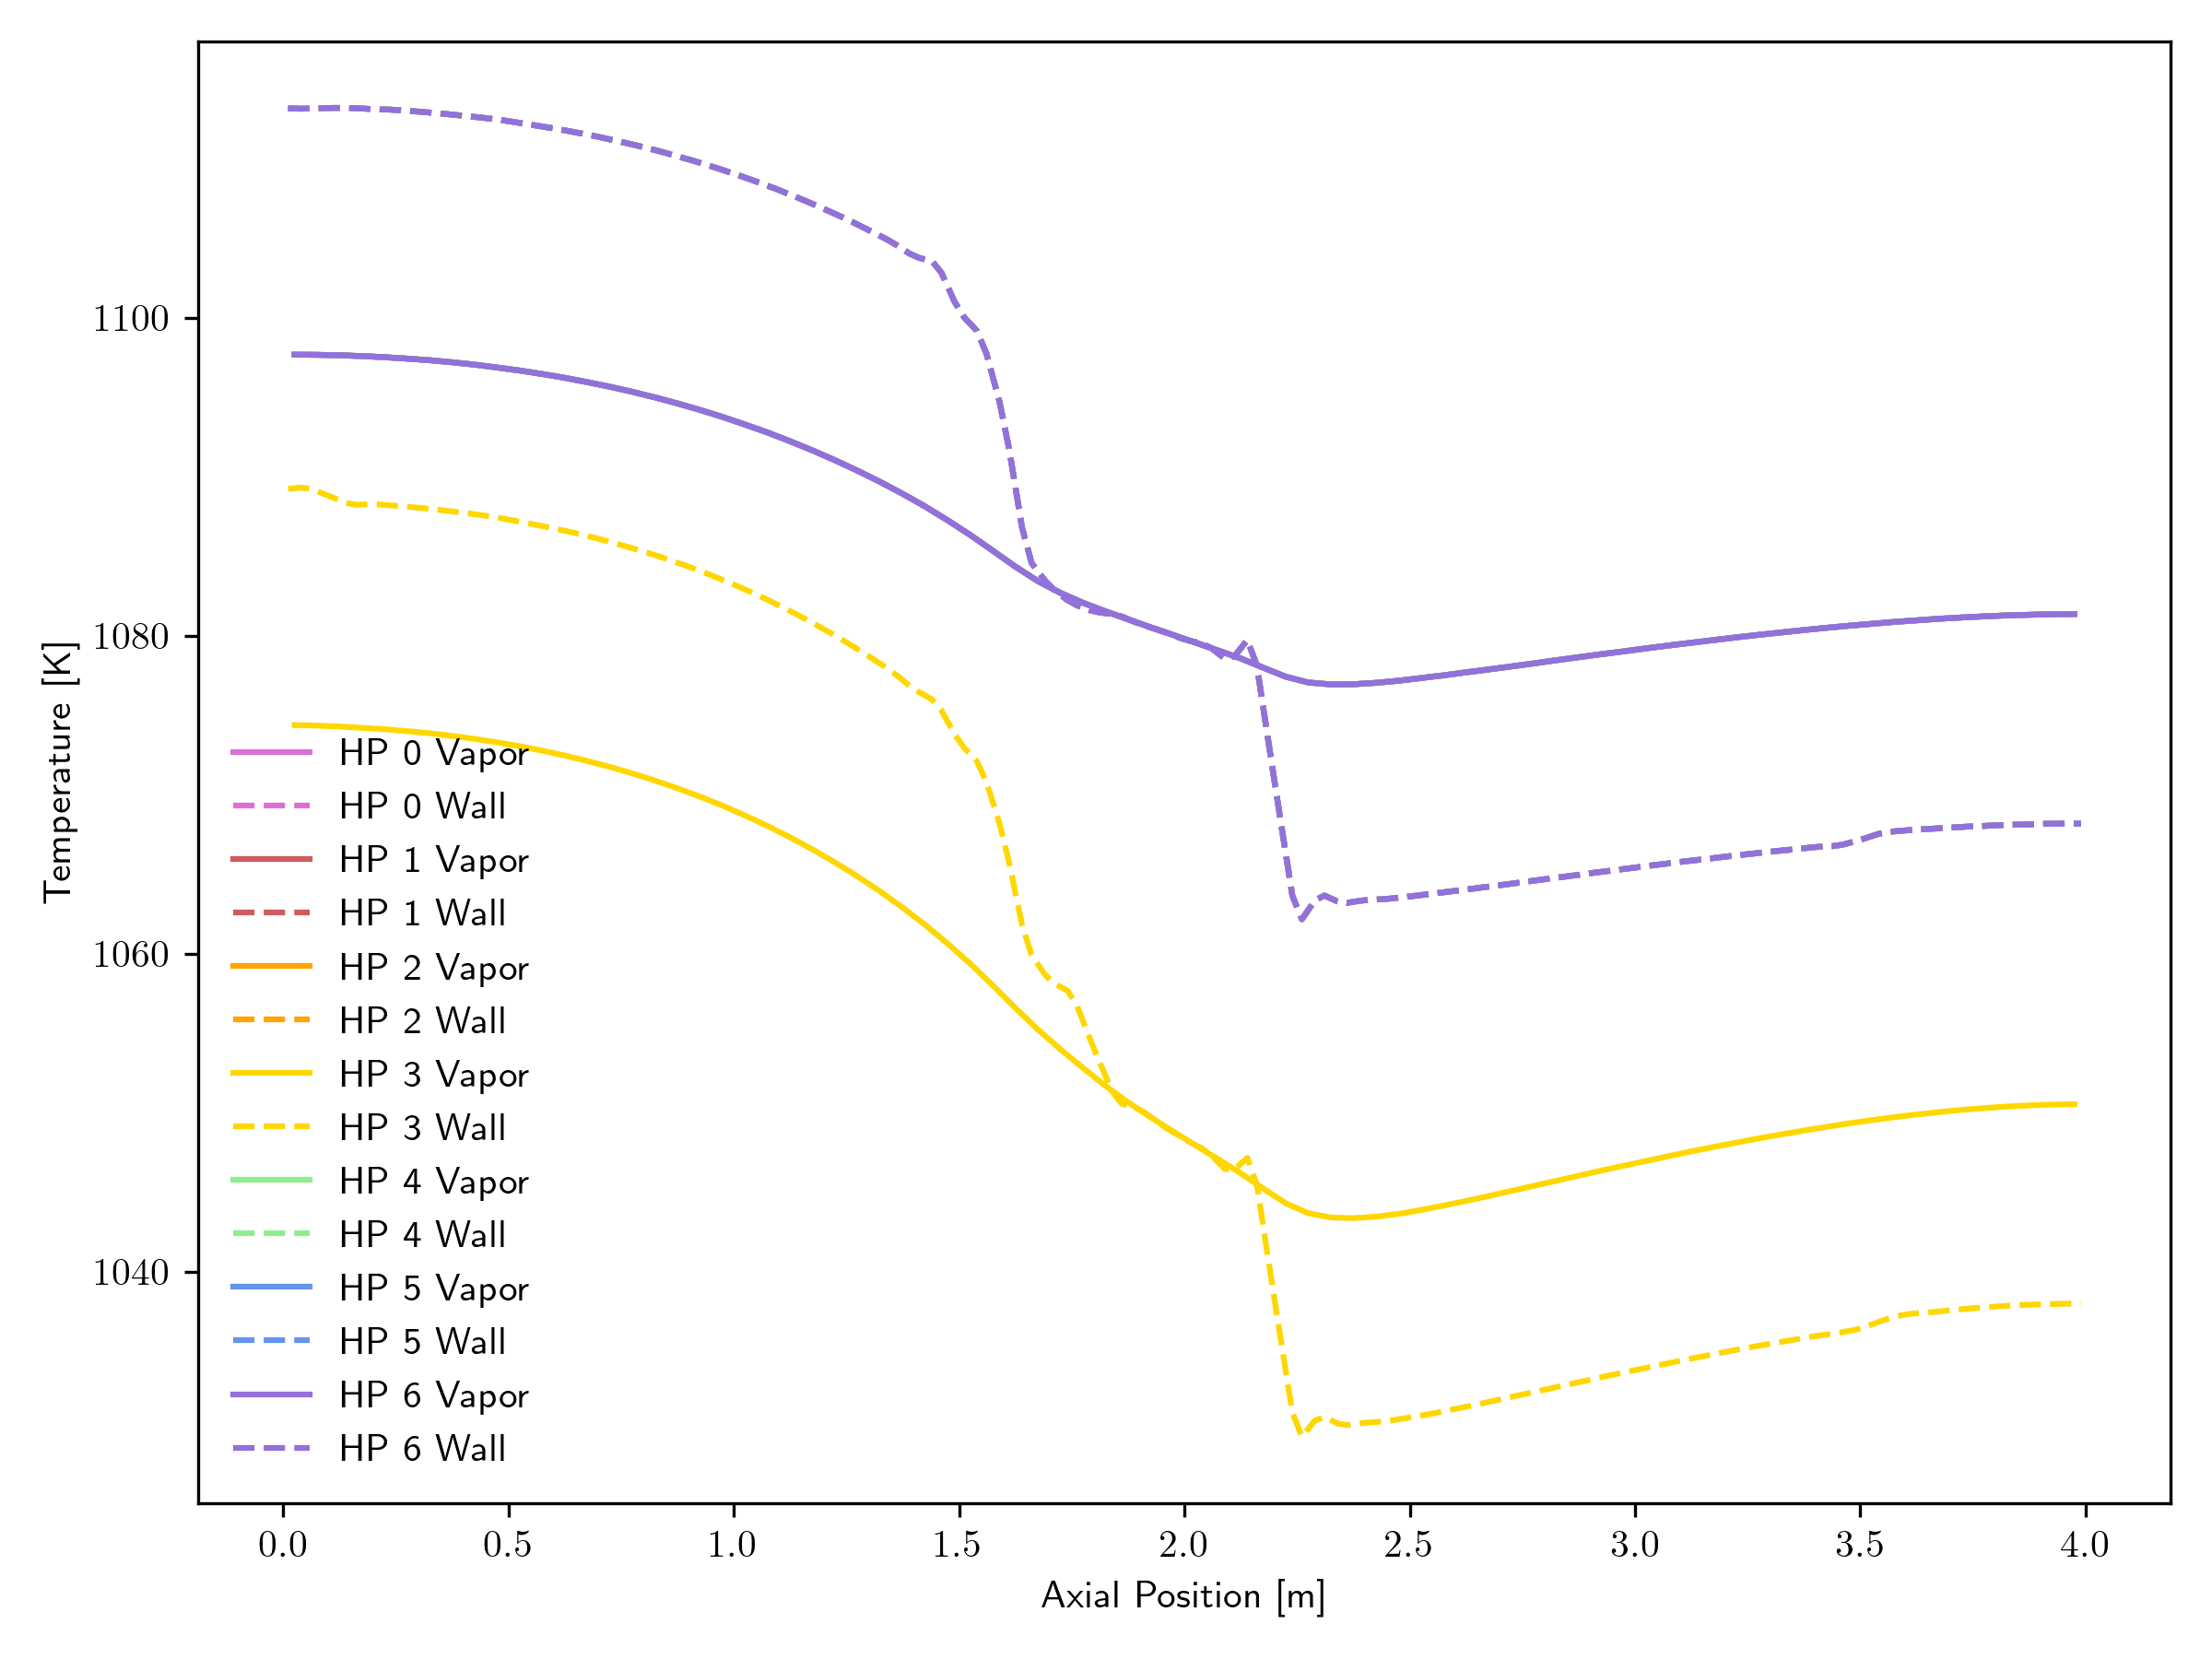 1100
1080
1060
1040
Temperature [K]
HP 0 Vapor
HP 0 Wall
HP 1 Vapor
HP 1 Wall
HP 2 Vapor
HP 2 Wall
HP 3 Vapor
HP 3 Wall
HP 4 Vapor
HP 4 Wall
HP 5 Vapor
HP 5 Wall
HP 6 Vapor
HP 6 Wall
0.0 0.5 1.0 1.5 2.0 2.5 3.0 3.5 4.0
Axial Position [m]